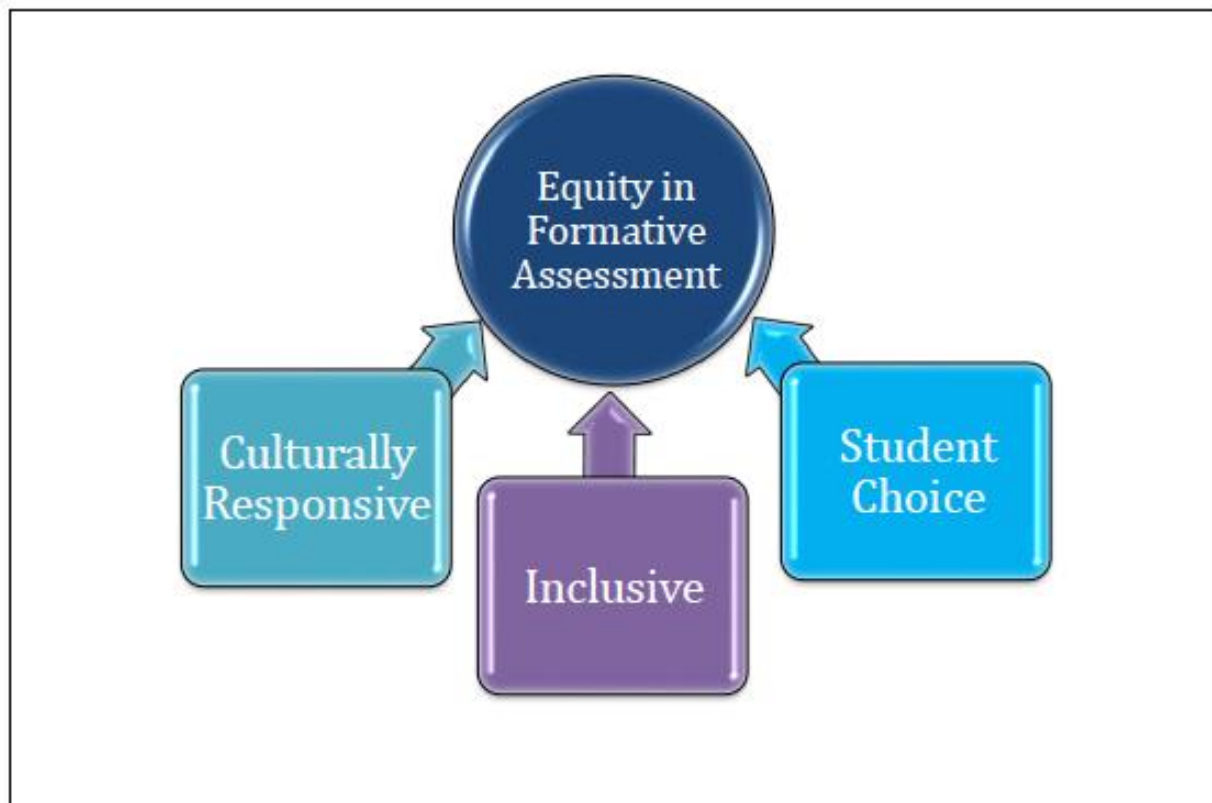 Equity in
Formative
Assessment
Culturally
Responsive
Inclusive
Student
Choice